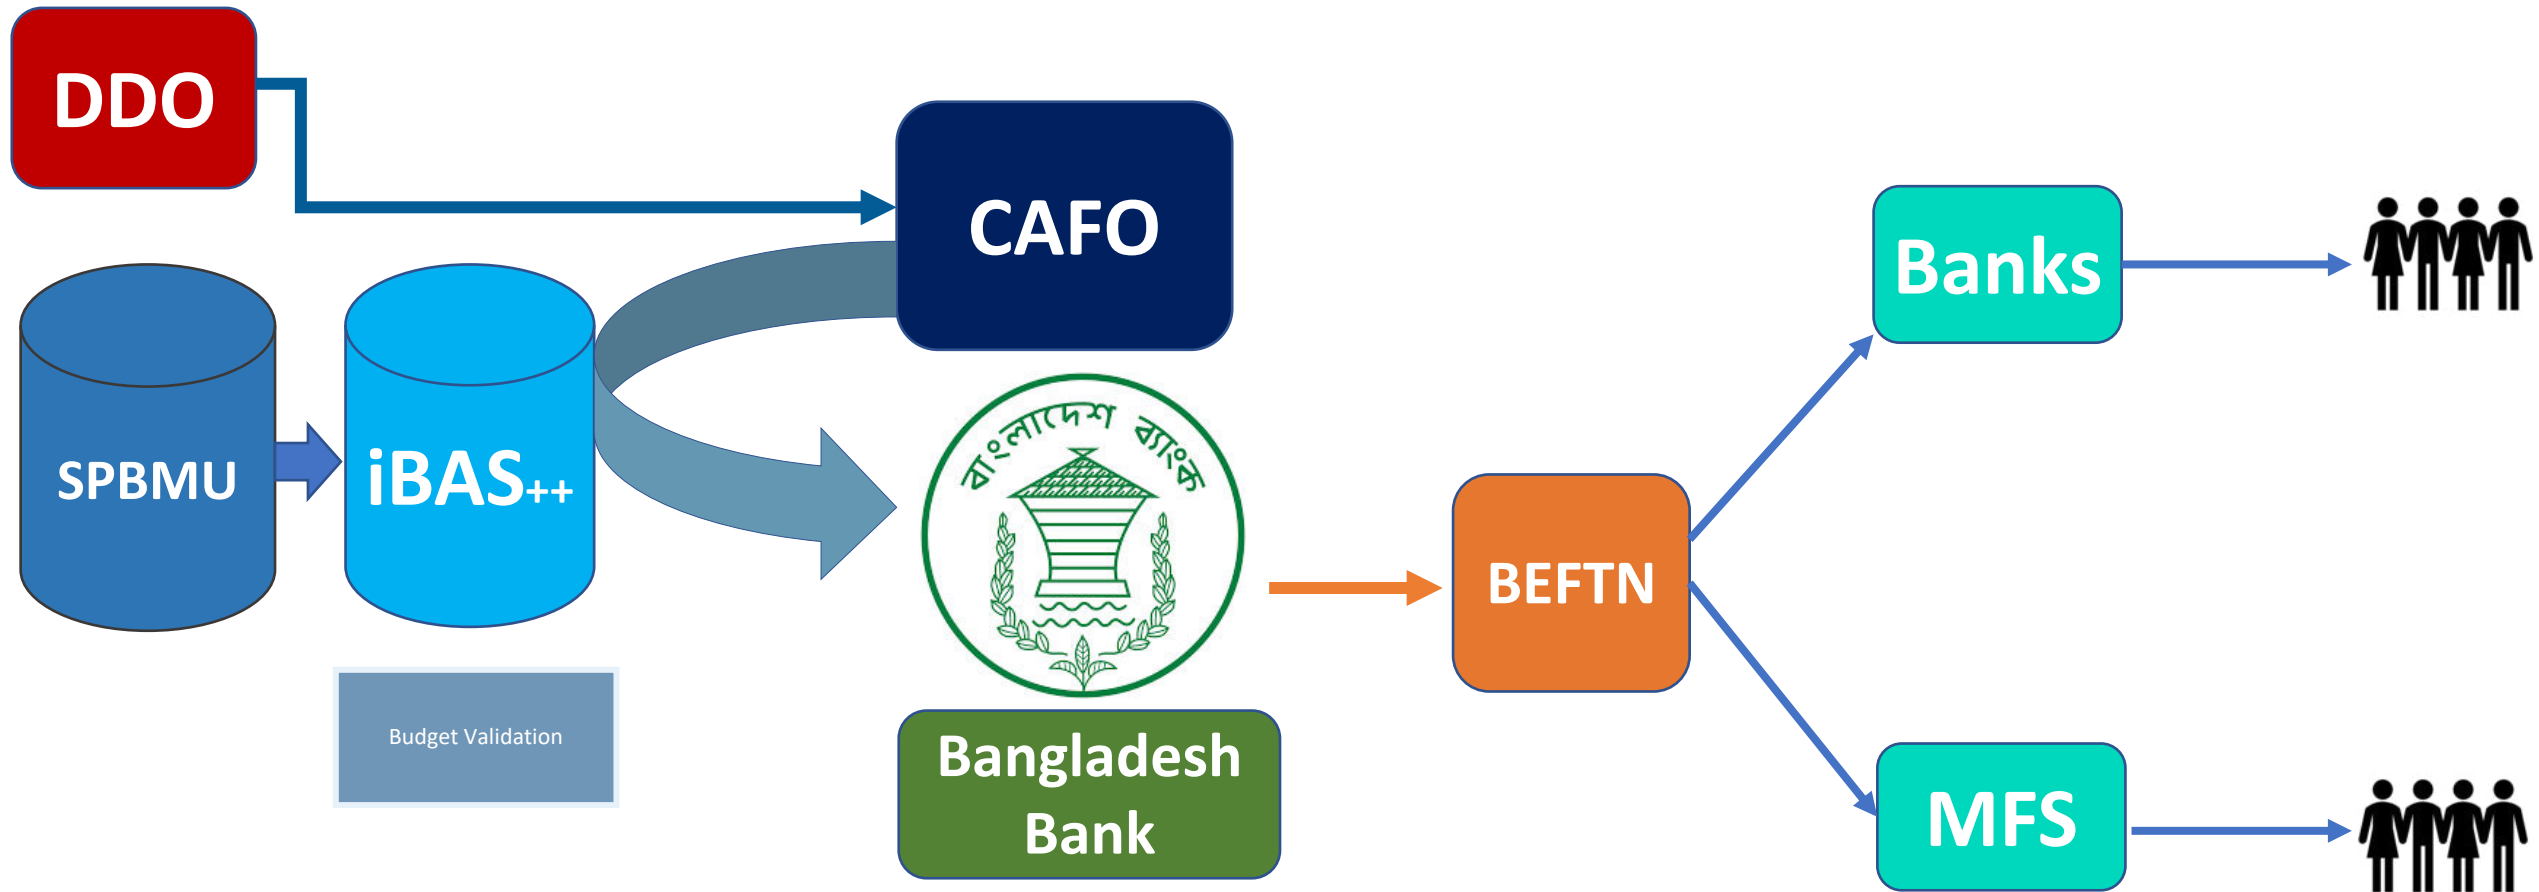 DDO
CAFO
SPBMU
iBAS++
Budget Validation
বাংলাদেশ ব্যাংক
Bangladesh
Bank
BEFTN
Banks
MFS